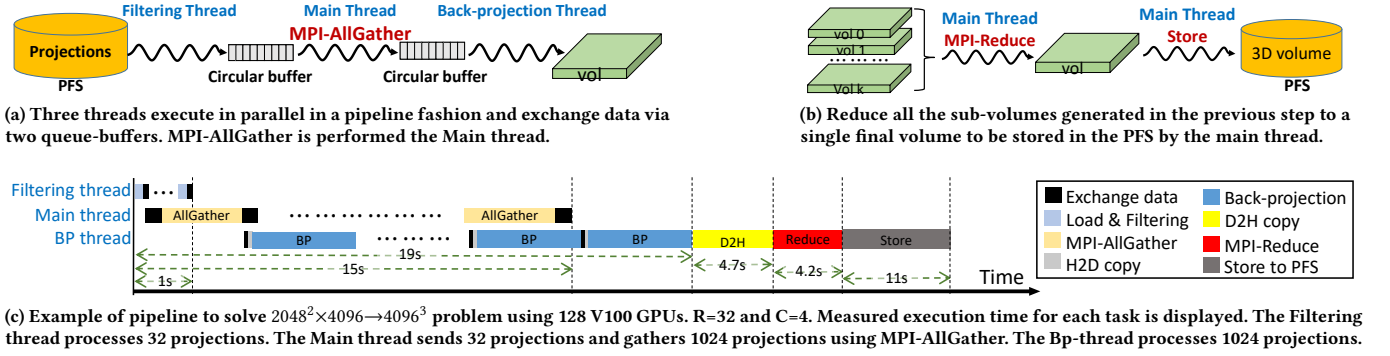 Filtering Thread
Main Thread
Back-projection Thread
MPI-AllGather
Projections
PFS
Circular buffer
Circular buffer
vol
(a) Three threads execute in parallel in a pipeline fashion and exchange data via
two queue-buffers. MPI-AllGather is performed the Main thread.
vol 0
vol 1
Vol k
Main Thread
MPI-Reduce
vol
Main Thread
Store
3D volume
PFS
(b) Reduce all the sub-volumes generated in the previous step to a
single final volume to be stored in the PFS by the main thread.
Filtering thread
Main thread
AllGather
AllGather
BP thread
BP
BP
BP
D2H
Reduce
Store
19s
15s
1s
4.7s
4.2s
11s
Time
Exchange data
Back-projection
Load & Filtering
D2H copy
MPI-AllGather
MPI-Reduce
H2D copy
Store to PFS
(c) Example of pipeline to solve 2048²×4096→4096³ problem using 128 V100 GPUs. R=32 and C=4. Measured execution time for each task is displayed. The Filtering
thread processes 32 projections. The Main thread sends 32 projections and gathers 1024 projections using MPI-AllGather. The Bp-thread processes 1024 projections.